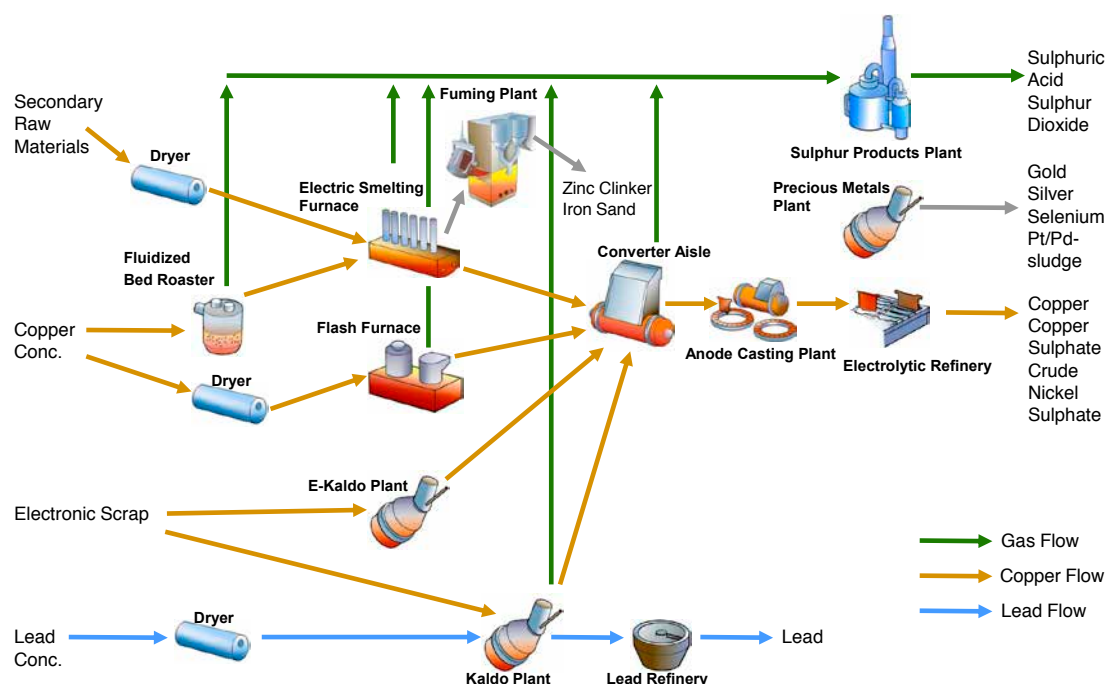 Sulphuric
Acid
Sulphur
Dioxide
Secondary
Raw
Materials
Fuming Plant
Dryer
Sulphur Products Plant
Electric Smelting
Furnace
Zinc Clinker
Iron Sand
Precious Metals
Plant
Gold
Silver
Selenium
Pt/Pd-
sludge
Fluidized
Bed Roaster
Converter Aisle
Copper
Conc.
Flash Furnace
Anode Casting Plant
Electrolytic Refinery
Copper
Copper
Sulphate
Crude
Nickel
Sulphate
Dryer
E-Kaldo Plant
Electronic Scrap
Gas Flow
Copper Flow
Lead Flow
Dryer
Lead
Conc.
Kaldo Plant
Lead Refinery
Lead